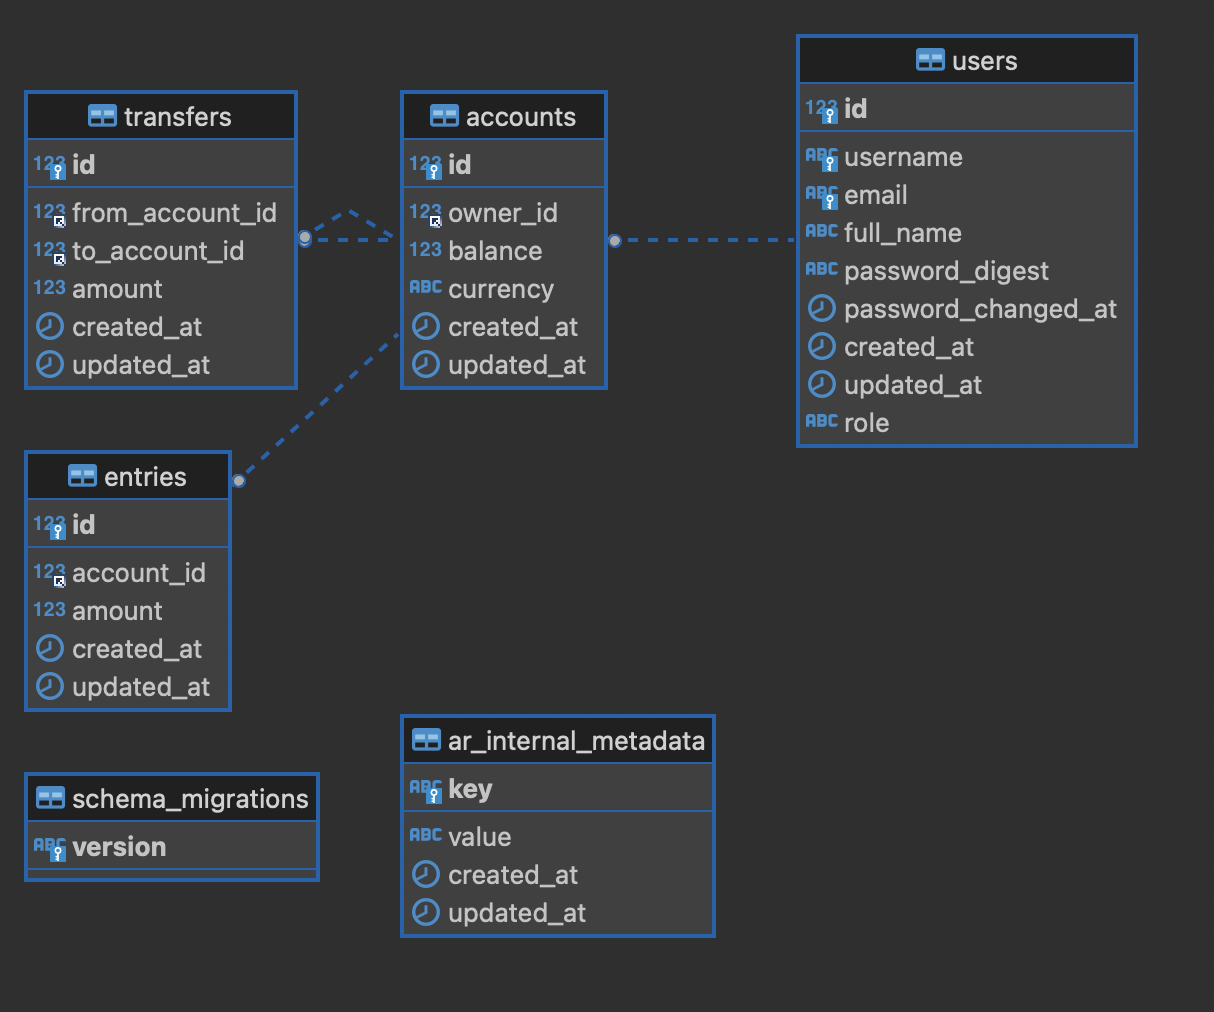 transfers
123 id
123 from_account_id
123 to_account_id
123 amount
created_at
updated_at
accounts
123 id
123 owner_id
123 balance
ABC currency
created_at
updated_at
users
123 id
ABC username
ABC email
ABC full_name
ABC password_digest
password_changed_at
created_at
updated_at
ABC role
entries
123 id
123 account_id
123 amount
created_at
updated_at
schema_migrations
ABC version
ar_internal_metadata
ABC key
ABC value
created_at
updated_at